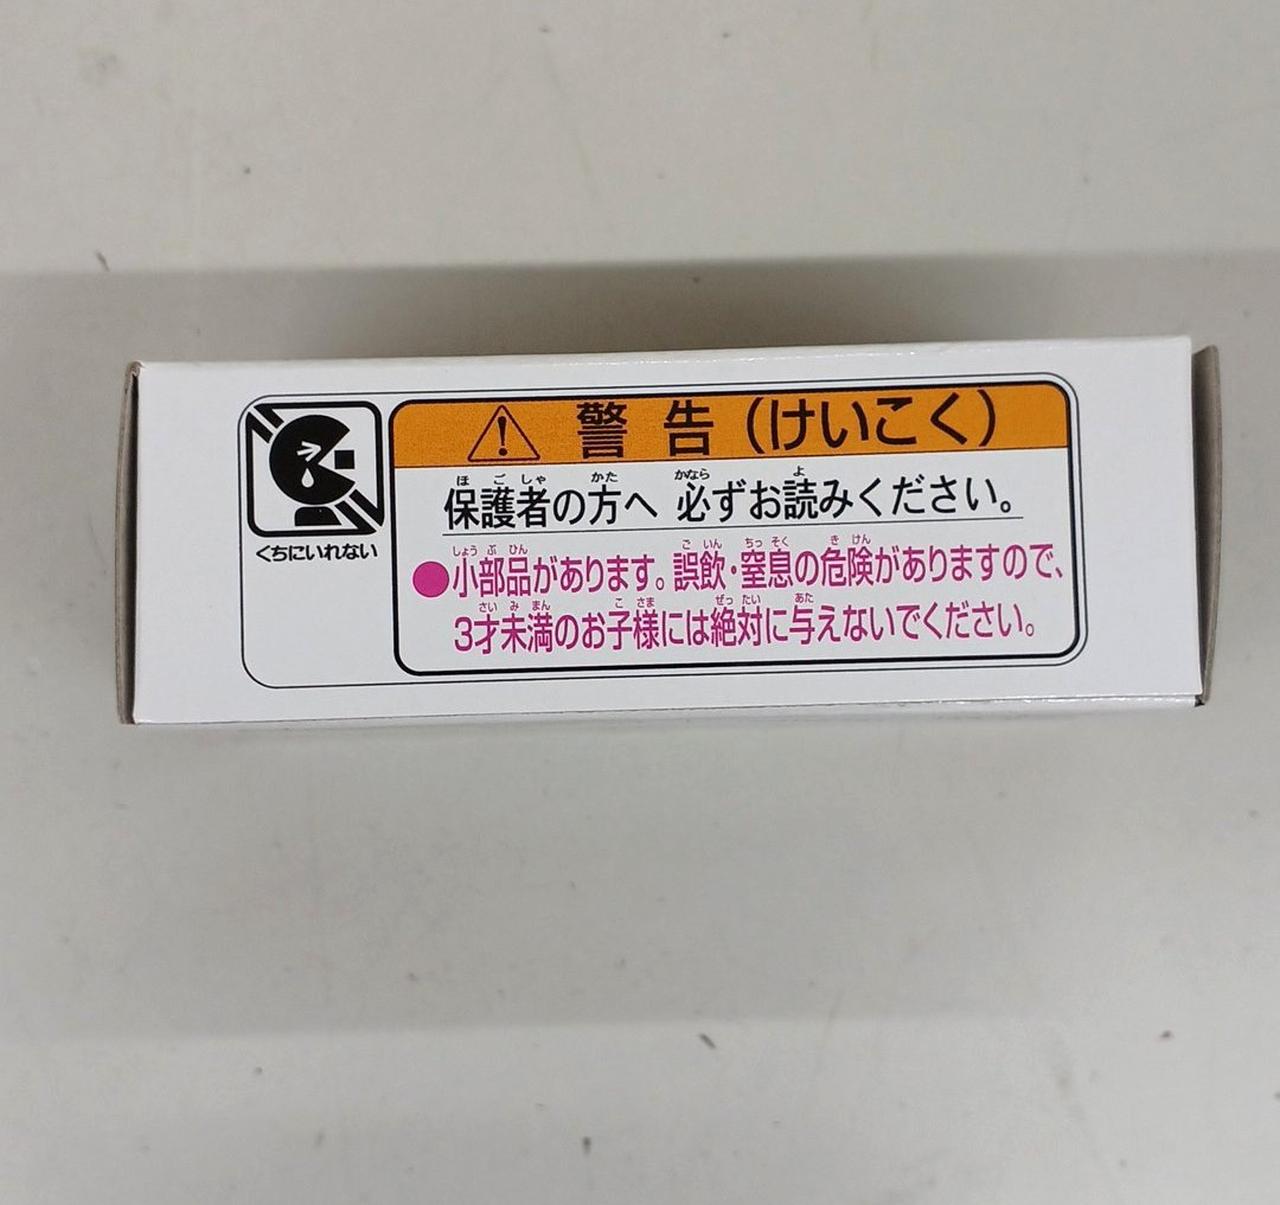 警告(けいこく)
保護者の方へ 必ずお読みください。
ほごしゃ かた かなら よ
くちにいれない
●小部品があります。誤飲・窒息の危険がありますので、
しょうぶひん ごいん ちっそく きけん
3才未満のお子様には絶対に与えないでください。
さいみまん こさま ぜったい あた